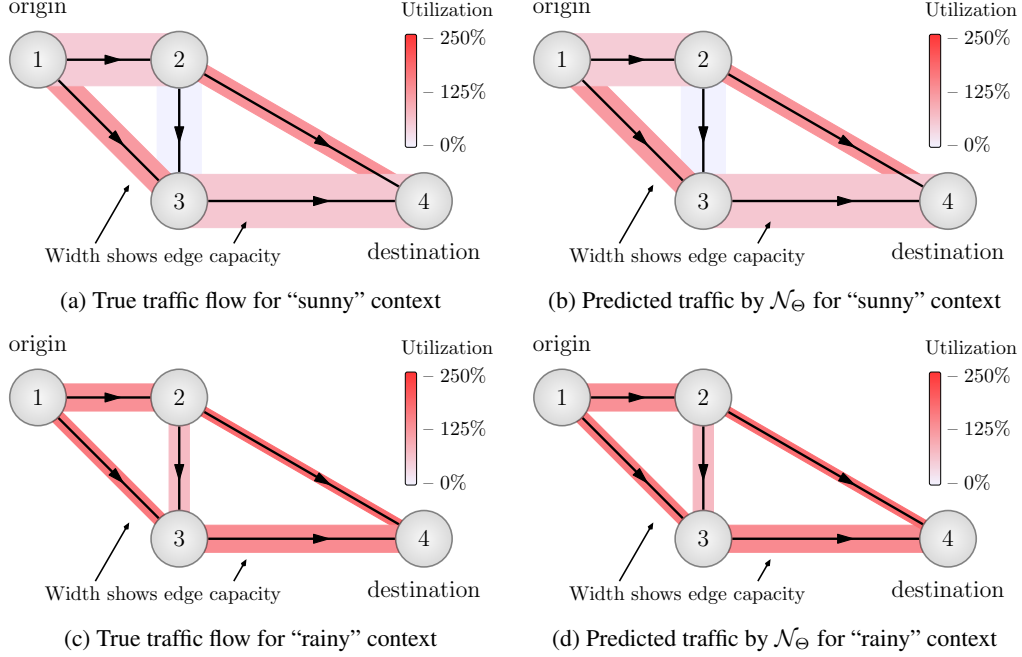 origin
Utilization
1
2
– 250%
– 125%
– 0%
3
4
Width shows edge capacity
destination
(a) True traffic flow for “sunny” context
origin
Utilization
1
2
– 250%
– 125%
– 0%
3
4
Width shows edge capacity
destination
(b) Predicted traffic by 𝒩_Θ for “sunny” context
origin
Utilization
1
2
– 250%
– 125%
– 0%
3
4
Width shows edge capacity
destination
(c) True traffic flow for “rainy” context
origin
Utilization
1
2
– 250%
– 125%
– 0%
3
4
Width shows edge capacity
destination
(d) Predicted traffic by 𝒩_Θ for “rainy” context